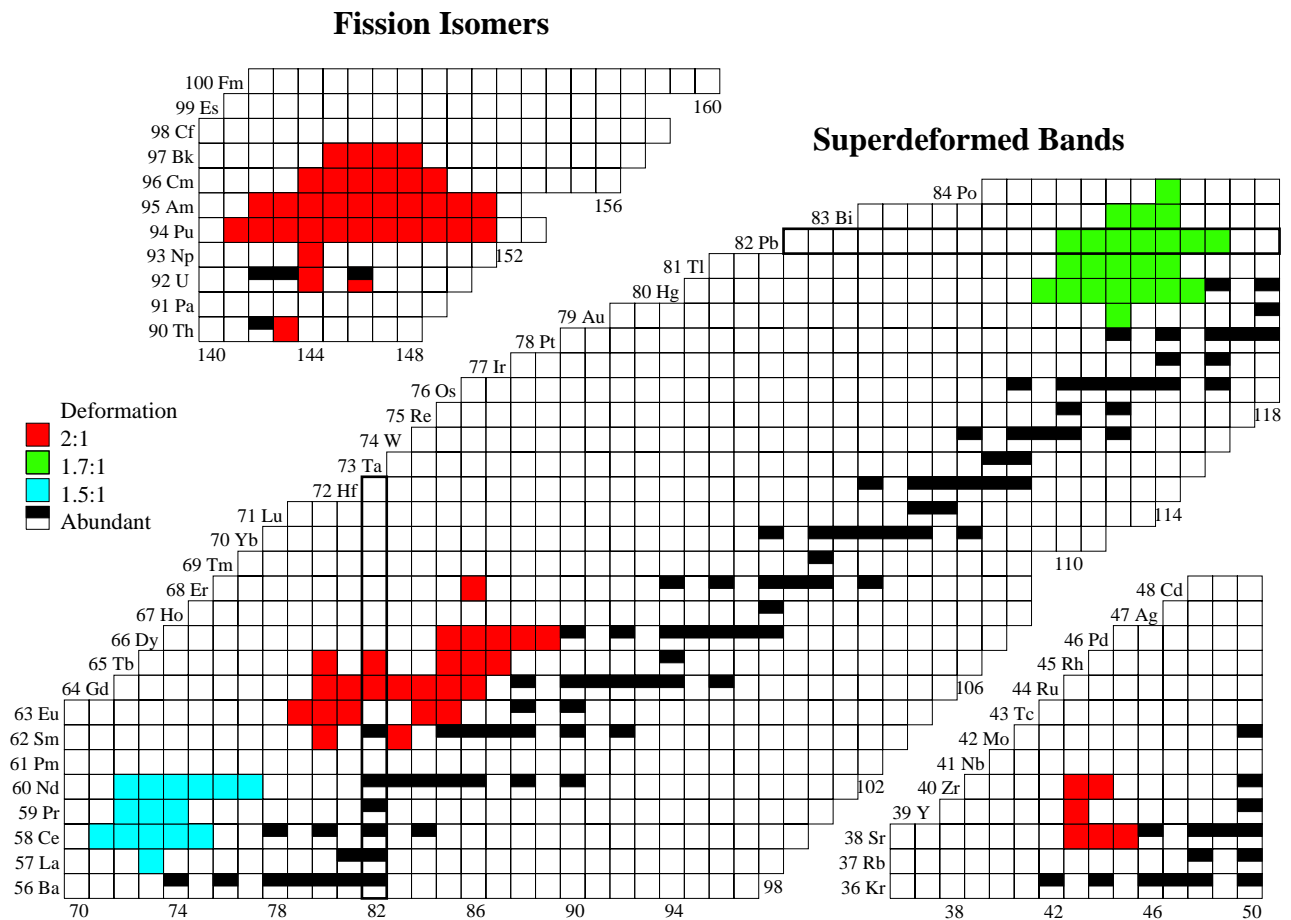 Fission Isomers
100 Fm
99 Es
160
98 Cf
97 Bk
96 Cm
156
95 Am
94 Pu
93 Np
152
92 U
91 Pa
90 Th
140
144
148
Superdeformed Bands
84 Po
83 Bi
82 Pb
81 Tl
80 Hg
79 Au
78 Pt
77 Ir
76 Os
75 Re
118
74 W
73 Ta
72 Hf
71 Lu
114
70 Yb
69 Tm
110
68 Er
67 Ho
66 Dy
65 Tb
64 Gd
106
63 Eu
62 Sm
61 Pm
60 Nd
102
59 Pr
58 Ce
57 La
56 Ba
98
70
74
78
82
86
90
94
Deformation
2:1
1.7:1
1.5:1
Abundant
48 Cd
47 Ag
46 Pd
45 Rh
44 Ru
43 Tc
42 Mo
41 Nb
40 Zr
39 Y
38 Sr
37 Rb
36 Kr
38
42
46
50